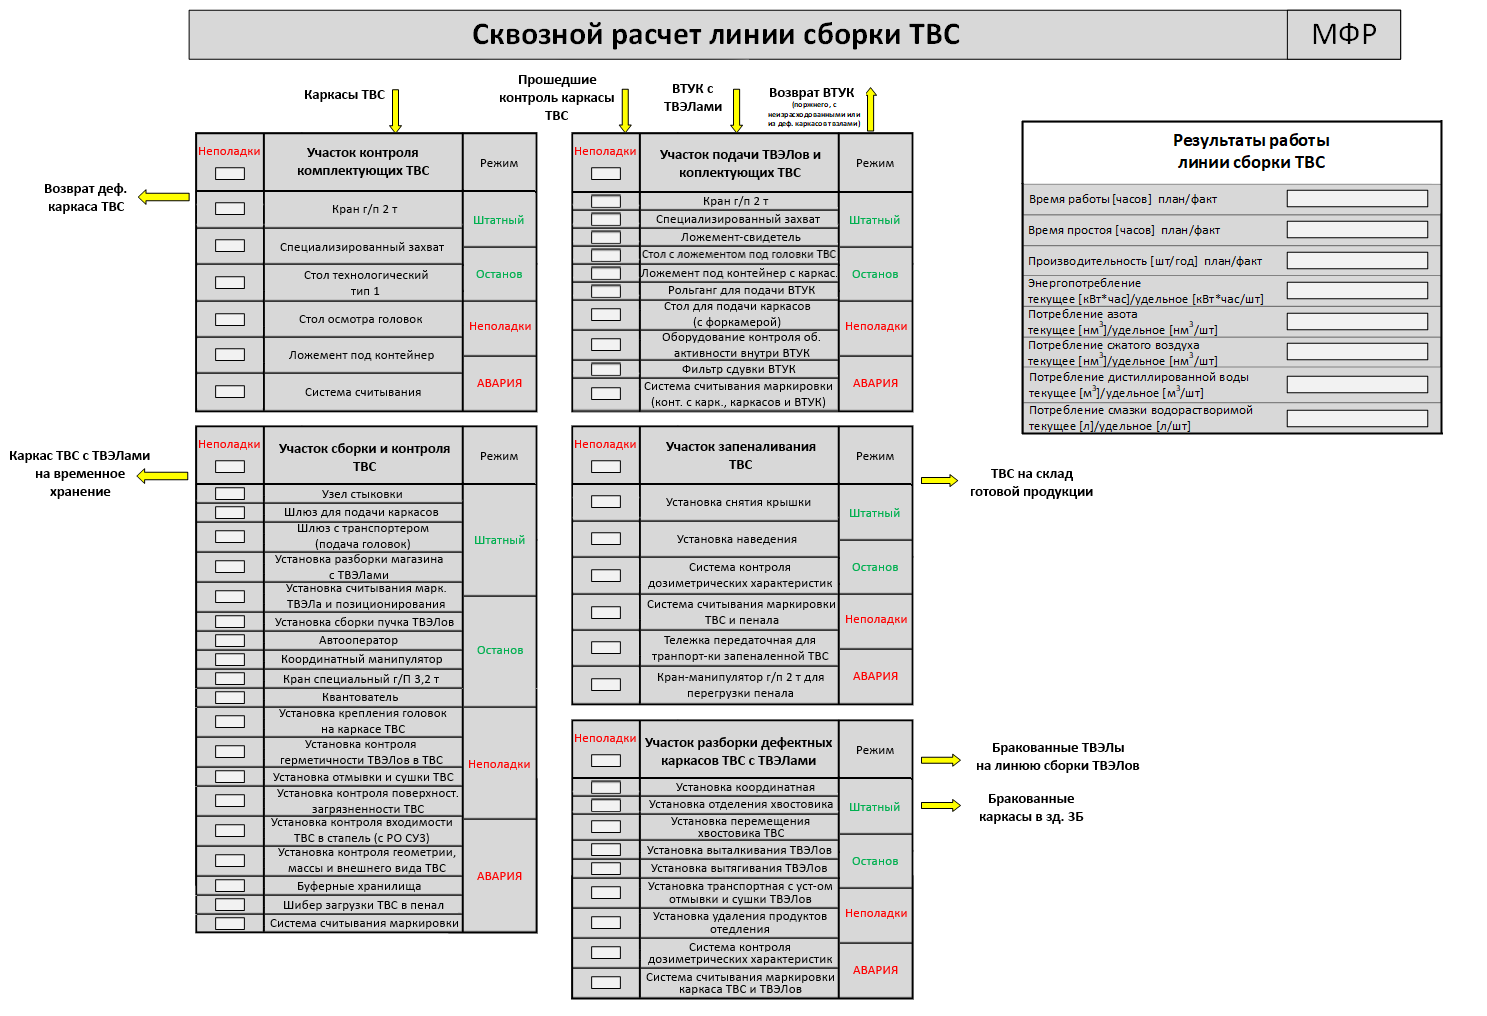 Сквозной расчет линии сборки ТВС
МФР
Каркасы ТВС
Прошедшие
контроль каркасы
ТВС
ВТУК с
ТВЭЛами
Возврат ВТУК
(поржнего, с
неизрасходованными или
из деф. каркасов твэлами)
Возврат деф.
каркаса ТВС
Неполадки
Участок контроля
комплектующих ТВС
Режим
Кран г/п 2 т
Специализированный захват
Стол технологический
тип 1
Стол осмотра головок
Ложемент под контейнер
Система считывания
Штатный
Останов
Неполадки
АВАРИЯ
Неполадки
Участок подачи ТВЭЛов и
коплектующих ТВС
Режим
Кран г/п 2 т
Специализированный захват
Ложемент-свидетель
Стол с ложементом под головки ТВС
Ложемент под контейнер с каркас.
Рольганг для подачи ВТУК
Стол для подачи каркасов
(с форкамерой)
Оборудование контроля об.
активности внутри ВТУК
Фильтр сдувки ВТУК
Система считывания маркировки
(конт. с карк., каркасов и ВТУК)
Штатный
Останов
Неполадки
АВАРИЯ
Результаты работы
линии сборки ТВС
Время работы [часов] план/факт
Время простоя [часов] план/факт
Производительность [шт/год] план/факт
Энергопотребление
текущее [кВт*час]/удельное [кВт*час/шт]
Потребление азота
текущее [нм³]/удельное [нм³/шт]
Потребление сжатого воздуха
текущее [нм³]/удельное [нм³/шт]
Потребление дистиллированной воды
текущее [м³]/удельное [м³/шт]
Потребление смазки водорастворимой
текущее [л]/удельное [л/шт]
Каркас ТВС с ТВЭЛами
на временное
хранение
Неполадки
Участок сборки и контроля
ТВС
Режим
Узел стыковки
Шлюз для подачи каркасов
Шлюз с транспортером
(подача головок)
Установка разборки магазина
с ТВЭЛами
Установка считывания марк.
ТВЭЛа и позиционирования
Установка сборки пучка ТВЭЛов
Автооператор
Координатный манипулятор
Кран специальный г/П 3,2 т
Квантователь
Установка крепления головок
на каркасе ТВС
Установка контроля
герметичности ТВЭЛов в ТВС
Установка отмывки и сушки ТВС
Установка контроля поверхност.
загрязненности ТВС
Установка контроля входимости
ТВС в стапель (с РО СУЗ)
Установка контроля геометрии,
массы и внешнего вида ТВС
Буферные хранилища
Шибер загрузки ТВС в пенал
Система считывания маркировки
Штатный
Останов
Неполадки
АВАРИЯ
Неполадки
Участок запеналивания
ТВС
Режим
Установка снятия крышки
Установка наведения
Система контроля
дозиметрических характеристик
Система считывания маркировки
ТВС и пенала
Тележка передаточная для
транпорт-ки запеналенной ТВС
Кран-манипулятор г/п 2 т для
перегрузки пенала
Штатный
Останов
Неполадки
АВАРИЯ
ТВС на склад
готовой продукции
Неполадки
Участок разборки дефектных
каркасов ТВС с ТВЭЛами
Режим
Установка координатная
Установка отделения хвостовика
Установка перемещения
хвостовика ТВС
Установка выталкивания ТВЭЛов
Установка вытягивания ТВЭЛов
Установка транспортная с уст-ом
отмывки и сушки ТВЭЛов
Установка удаления продуктов
отедления
Система контроля
дозиметрических характеристик
Система считывания маркировки
каркаса ТВС и ТВЭЛов
Штатный
Останов
Неполадки
АВАРИЯ
Бракованные ТВЭЛы
на линюю сборки ТВЭЛов
Бракованные
каркасы в зд. 3Б